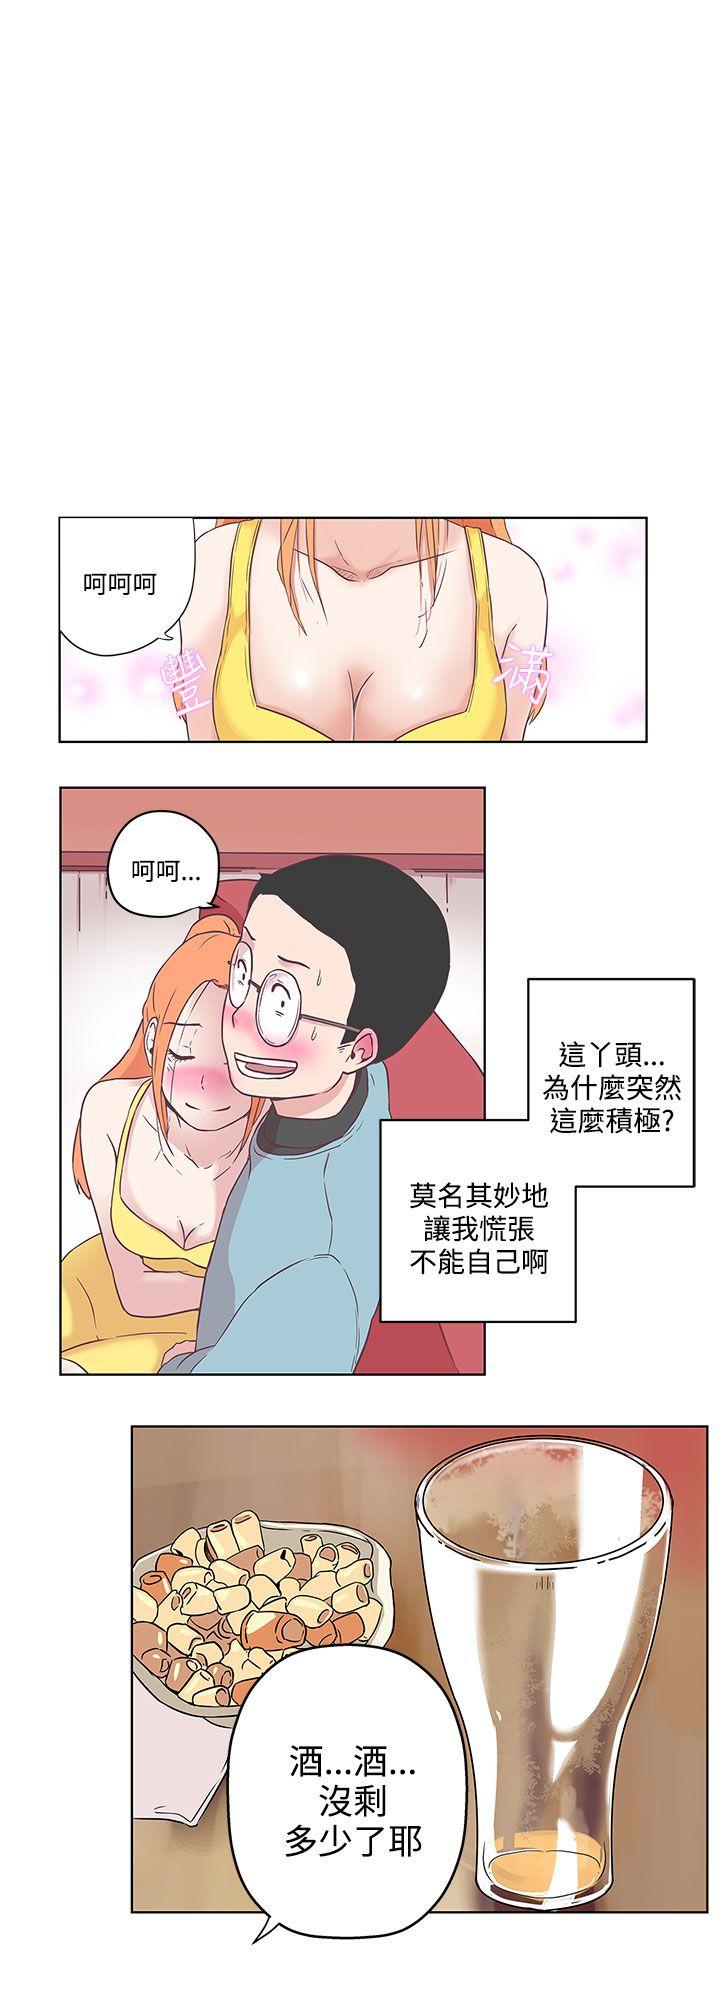 呵呵呵
豐
滿
呵呵...
這丫頭...
為什麼突然
這麼積極?
莫名其妙地
讓我慌張
不能自己啊
酒...酒...
沒剩
多少了耶